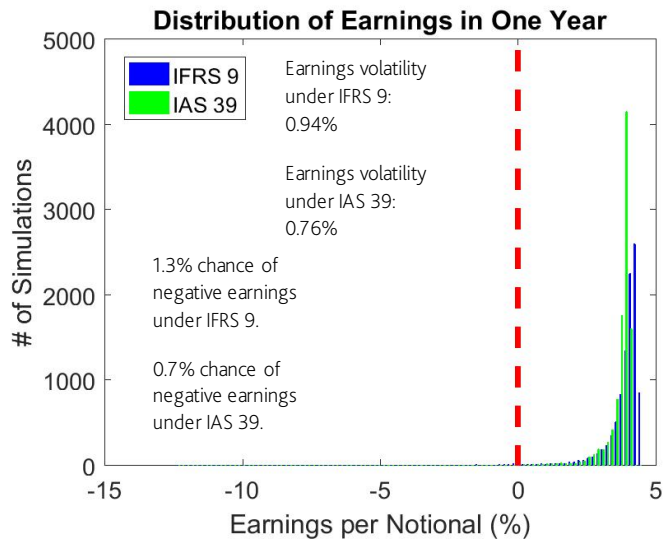 Distribution of Earnings in One Year
5000
4000
3000
2000
1000
0
# of Simulations
IFRS 9
IAS 39
Earnings volatility
under IFRS 9:
0.94%
Earnings volatility
under IAS 39:
0.76%
1.3% chance of
negative earnings
under IFRS 9.
0.7% chance of
negative earnings
under IAS 39.
-15
-10
-5
0
5
Earnings per Notional (%)